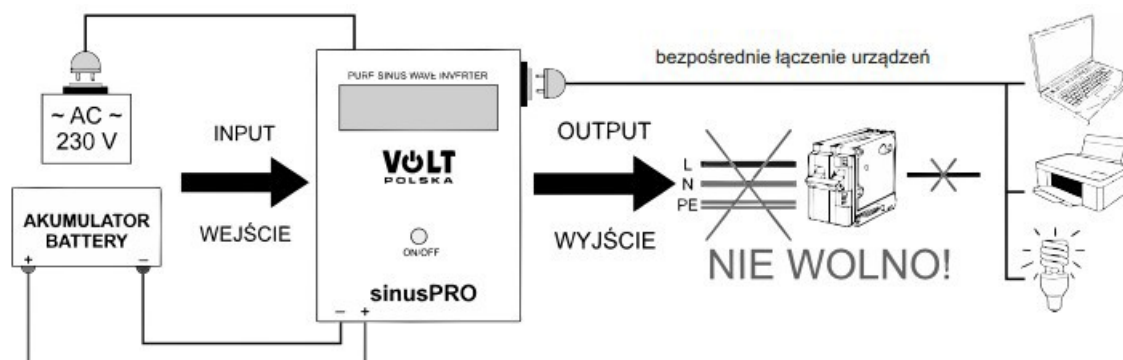 ~ AC ~
230 V
AKUMULATOR
BATTERY
+
−
INPUT
WEJŚCIE
PURE SINUS WAVE INVERTER
VOLT
POLSKA
ON/OFF
sinusPRO
− +
OUTPUT
WYJŚCIE
bezpośrednie łączenie urządzeń
L
N
PE
NIE WOLNO!